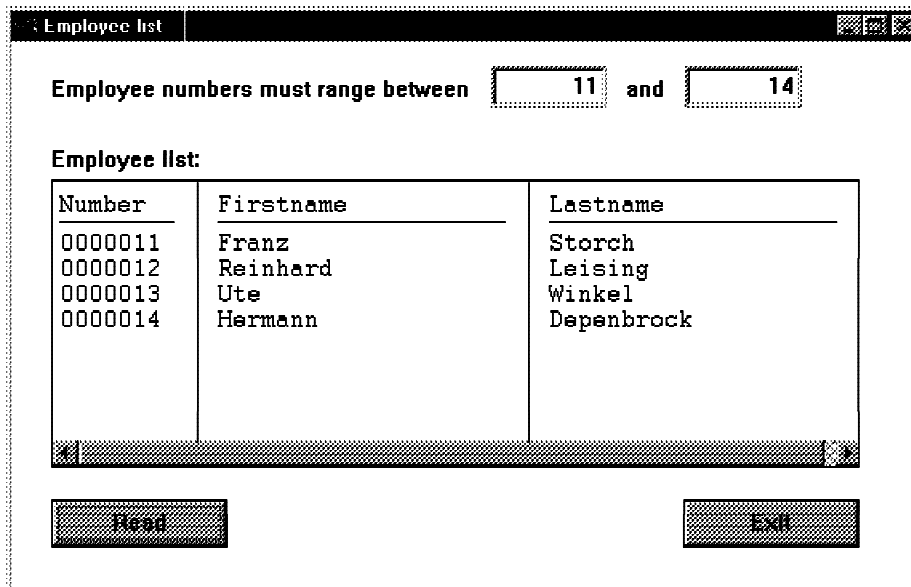 Employee list
Employee numbers must range between 11 and 14
Employee list:
Number Firstname Lastname
0000011 Franz Storch
0000012 Reinhard Leising
0000013 Ute Winkel
0000014 Hermann Depenbrock
Read Exit